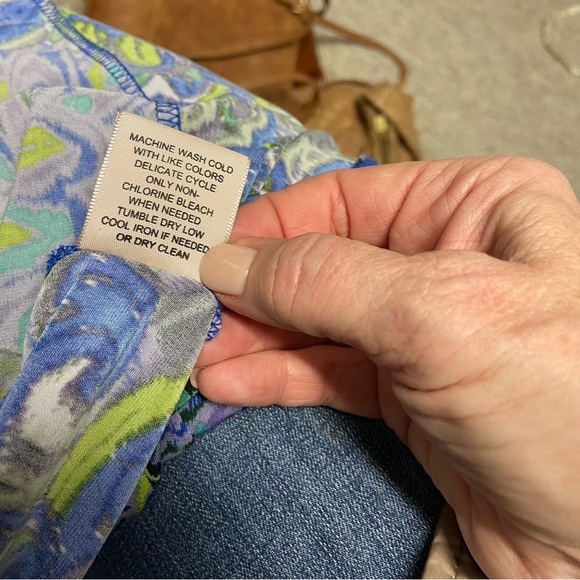 MACHINE WASH COLD
WITH LIKE COLORS
DELICATE CYCLE
ONLY NON-
CHLORINE BLEACH
WHEN NEEDED
TUMBLE DRY LOW
COOL IRON IF NEEDED
OR DRY CLEAN